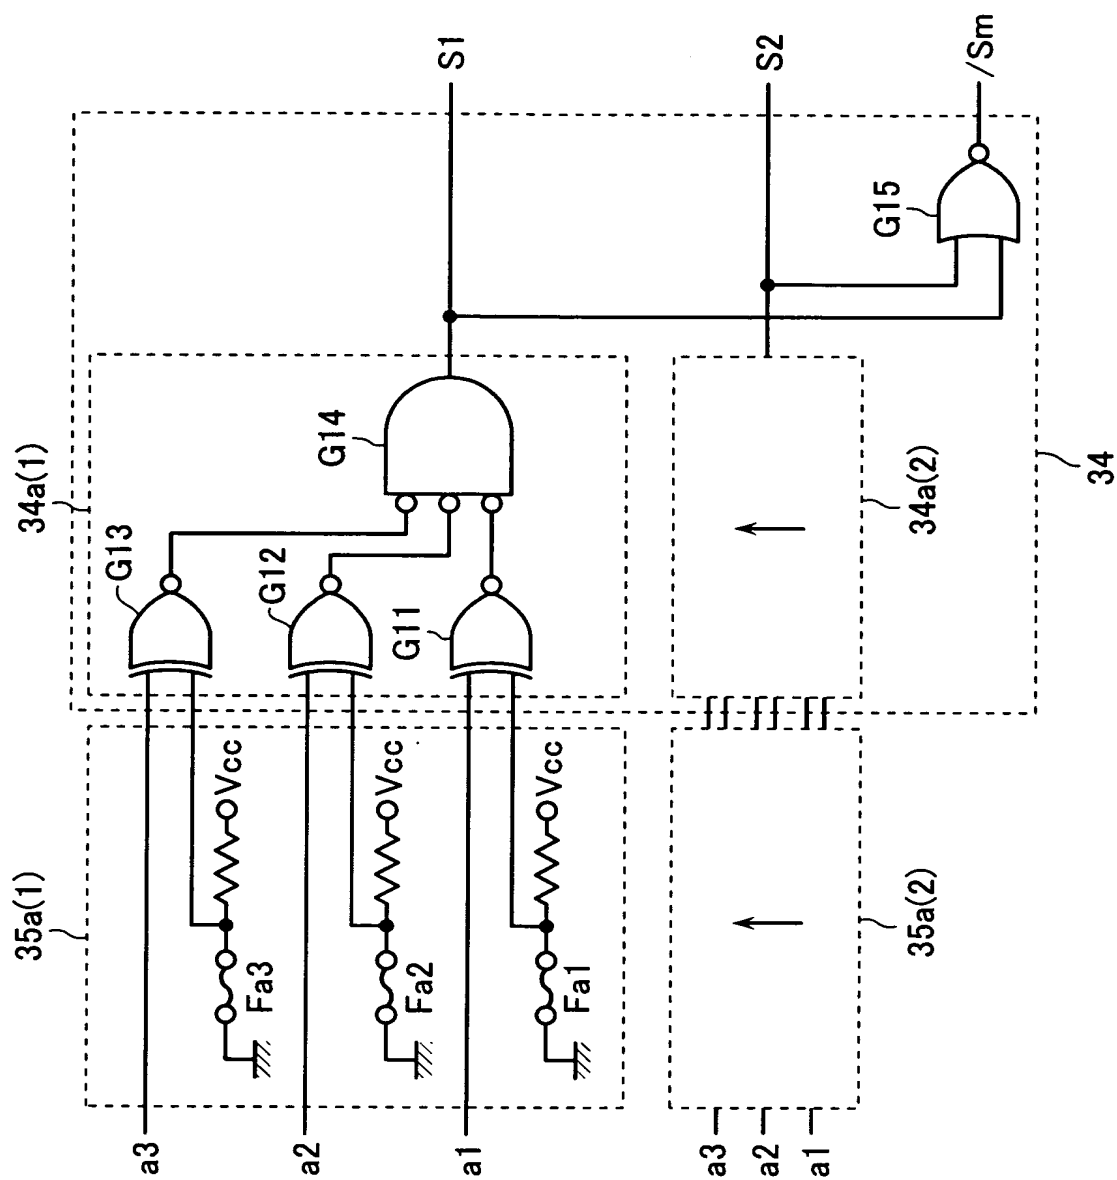 S1
S2
/Sm
G15
34a(1)
G14
G13
G12
G11
34a(2)
34
35a(1)
Vcc
Vcc
Vcc
Fa3
Fa2
Fa1
35a(2)
a3
a2
a1
a3
a2
a1